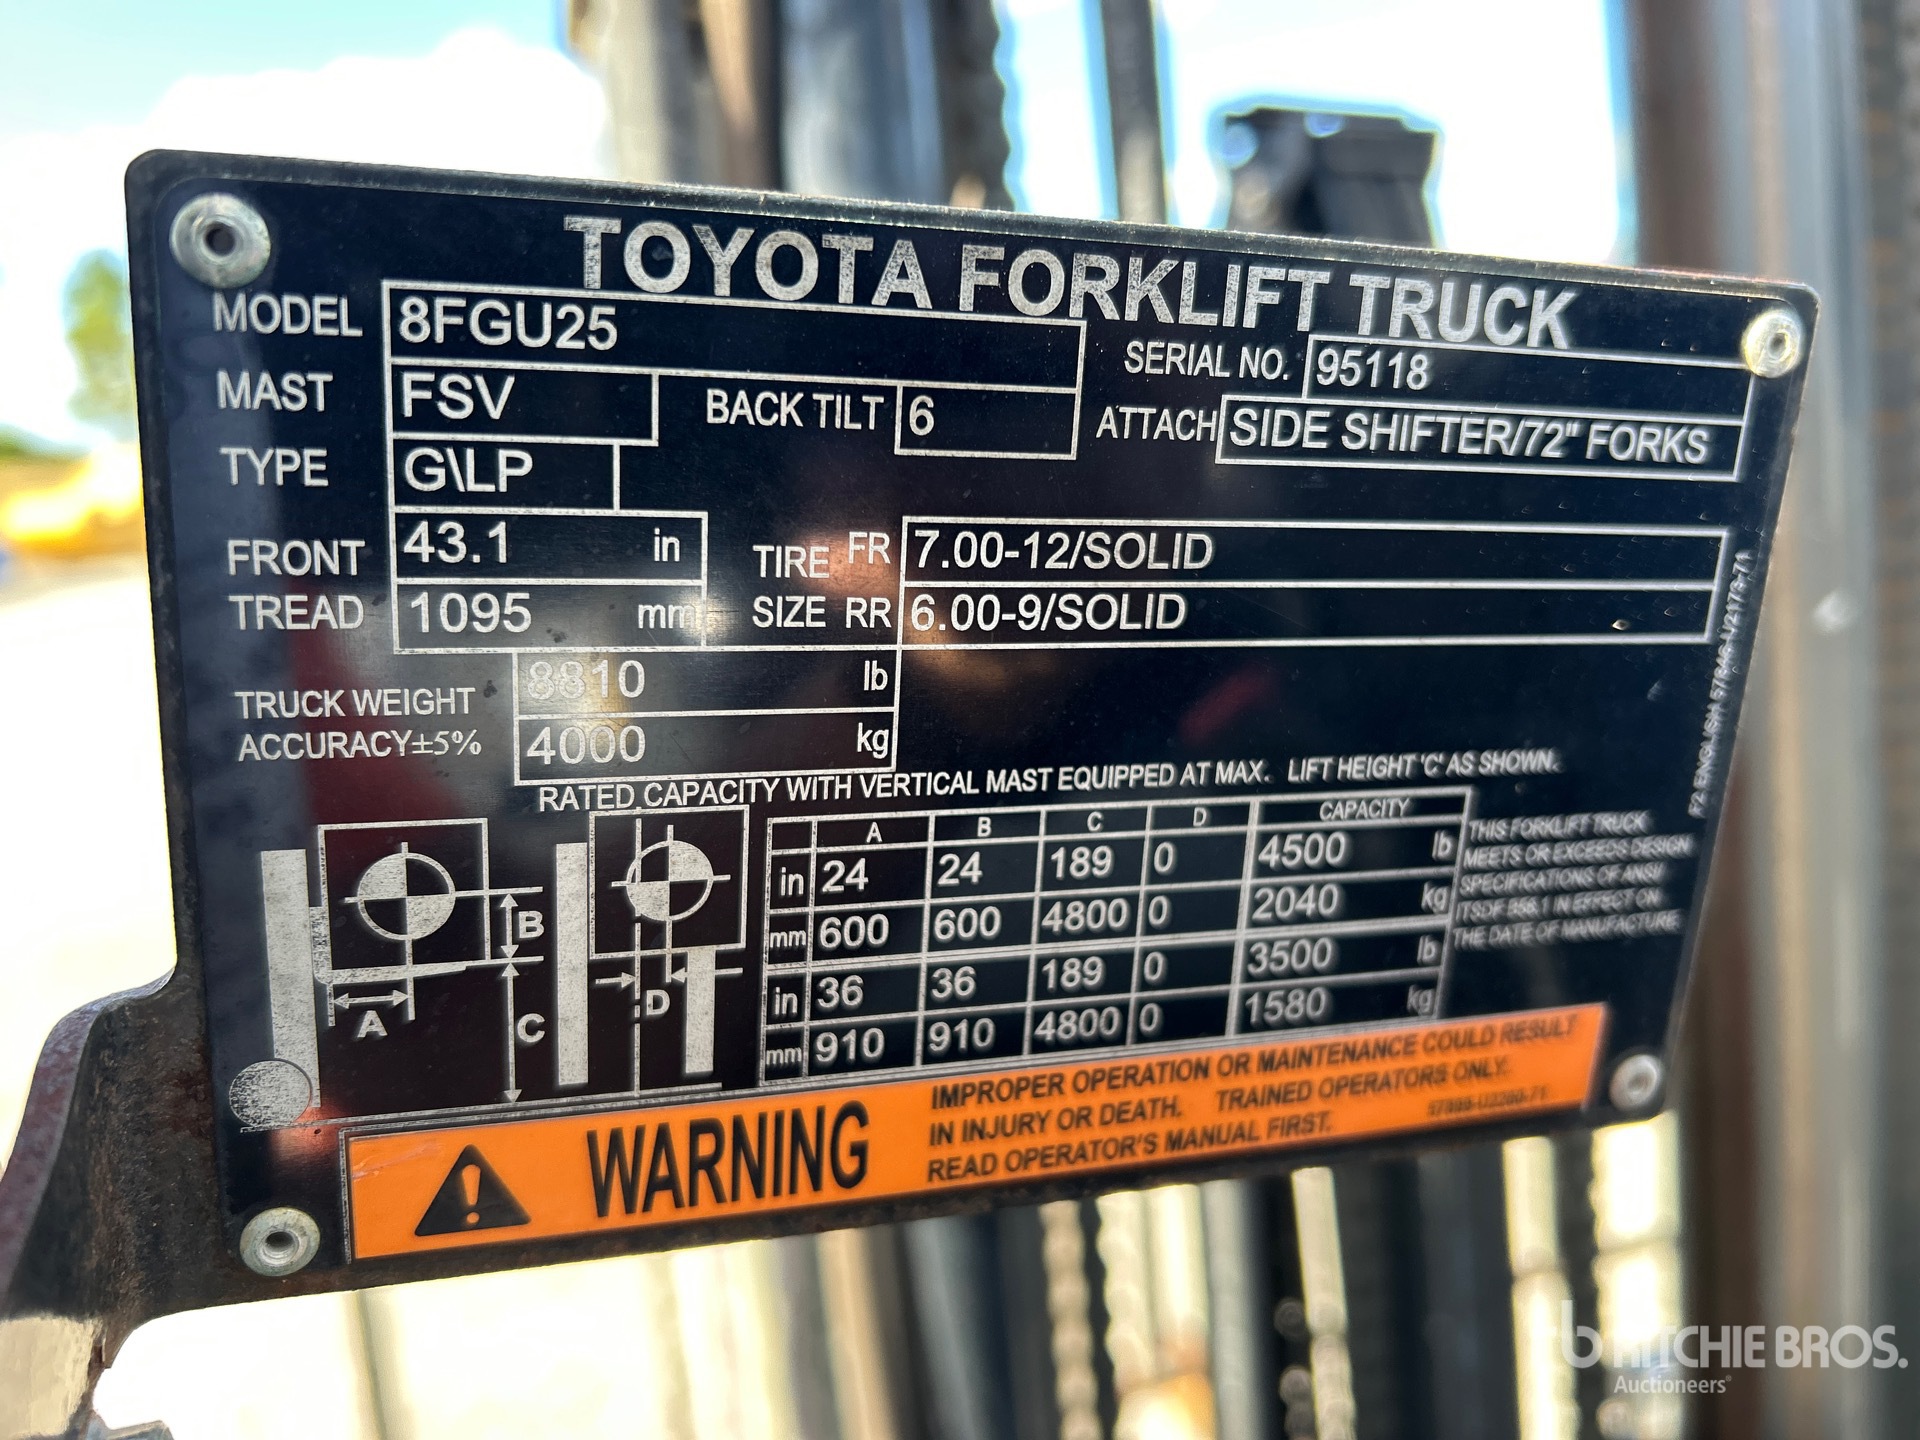 TOYOTA FORKLIFT TRUCK
MODEL 8FGU25
SERIAL NO. 95118
MAST FSV BACK TILT 6
ATTACH SIDE SHIFTER/72" FORKS
TYPE G\LP
FRONT TREAD 43.1 in
1095 mm
TIRE SIZE FR 7.00-12/SOLID
RR 6.00-9/SOLID
TRUCK WEIGHT 8810 lb
ACCURACY±5% 4000 kg
RATED CAPACITY WITH VERTICAL MAST EQUIPPED AT MAX. LIFT HEIGHT 'C' AS SHOWN.
A B C D CAPACITY
in 24 24 189 0 4500 lb
mm 600 600 4800 0 2040 kg
in 36 36 189 0 3500 lb
mm 910 910 4800 0 1580 kg
B
A
C
D
THIS FORKLIFT TRUCK
MEETS OR EXCEEDS DESIGN
SPECIFICATIONS OF ANSI
ITSDF B56.1 IN EFFECT ON
THE DATE OF MANUFACTURE
WARNING
IMPROPER OPERATION OR MAINTENANCE COULD RESULT
IN INJURY OR DEATH. TRAINED OPERATORS ONLY.
READ OPERATOR'S MANUAL FIRST.
RITCHIE BROS.
Auctioneers